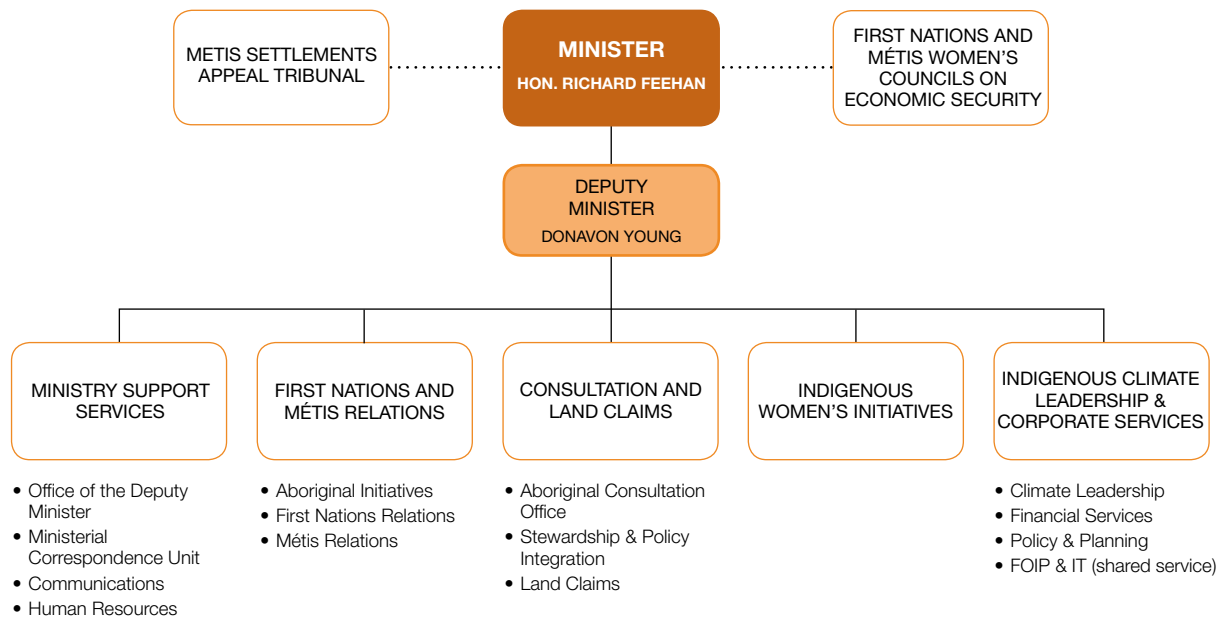 METIS SETTLEMENTS
APPEAL TRIBUNAL
MINISTER
HON. RICHARD FEEHAN
FIRST NATIONS AND
MÉTIS WOMEN'S
COUNCILS ON
ECONOMIC SECURITY
DEPUTY
MINISTER
DONAVON YOUNG
MINISTRY SUPPORT
SERVICES
• Office of the Deputy
Minister
• Ministerial
Correspondence Unit
• Communications
• Human Resources
FIRST NATIONS AND
MÉTIS RELATIONS
• Aboriginal Initiatives
• First Nations Relations
• Métis Relations
CONSULTATION AND
LAND CLAIMS
• Aboriginal Consultation
Office
• Stewardship & Policy
Integration
• Land Claims
INDIGENOUS
WOMEN'S INITIATIVES
INDIGENOUS CLIMATE
LEADERSHIP &
CORPORATE SERVICES
• Climate Leadership
• Financial Services
• Policy & Planning
• FOIP & IT (shared service)